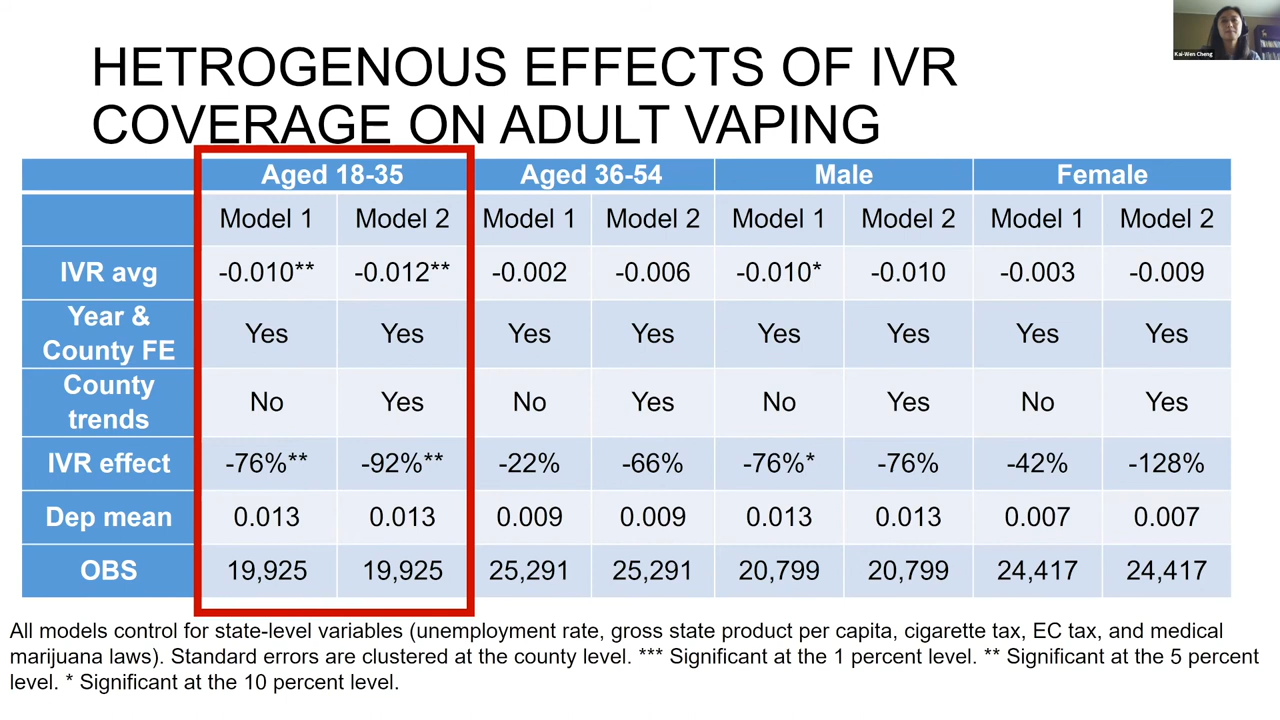 Kai-Wen Cheng
HETROGENOUS EFFECTS OF IVR
COVERAGE ON ADULT VAPING
Aged 18-35 Aged 36-54 Male Female
Model 1 Model 2 Model 1 Model 2 Model 1 Model 2 Model 1 Model 2
IVR avg -0.010** -0.012** -0.002 -0.006 -0.010* -0.010 -0.003 -0.009
Year &
County FE Yes Yes Yes Yes Yes Yes Yes Yes
County
trends No Yes No Yes No Yes No Yes
IVR effect -76%** -92%** -22% -66% -76%* -76% -42% -128%
Dep mean 0.013 0.013 0.009 0.009 0.013 0.013 0.007 0.007
OBS 19,925 19,925 25,291 25,291 20,799 20,799 24,417 24,417
All models control for state-level variables (unemployment rate, gross state product per capita, cigarette tax, EC tax, and medical
marijuana laws). Standard errors are clustered at the county level. *** Significant at the 1 percent level. ** Significant at the 5 percent
level. * Significant at the 10 percent level.